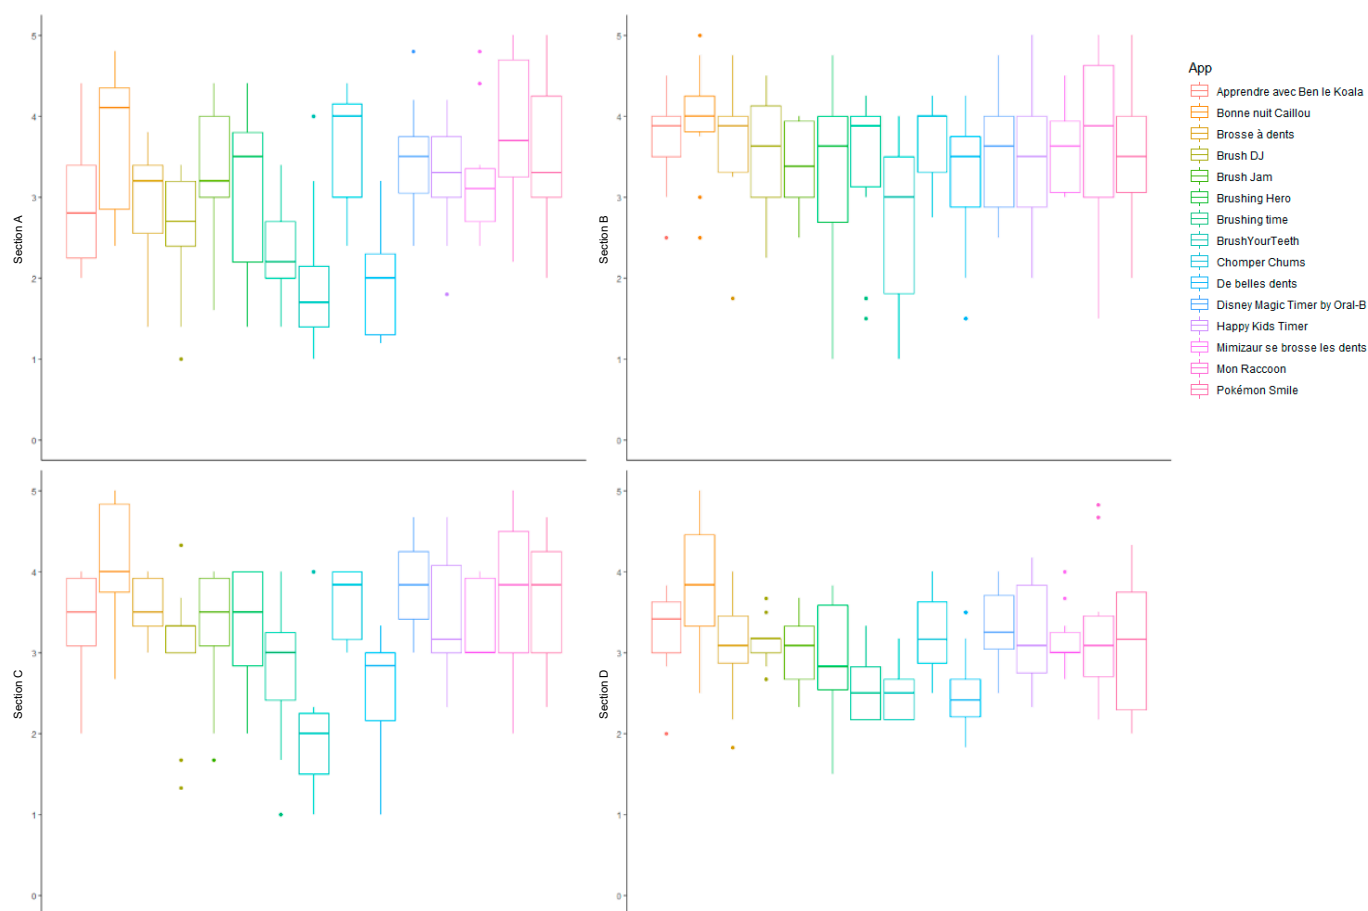 5
4
3
2
1
0
Section A
5
4
3
2
1
0
Section B
App
Apprendre avec Ben le Koala
Bonne nuit Caillou
Brosse à dents
Brush DJ
Brush Jam
Brushing Hero
Brushing time
BrushYourTeeth
Chomper Chums
De belles dents
Disney Magic Timer by Oral-B
Happy Kids Timer
Mimizaur se brosse les dents
Mon Raccoon
Pokémon Smile
5
4
3
2
1
0
Section C
5
4
3
2
1
0
Section D